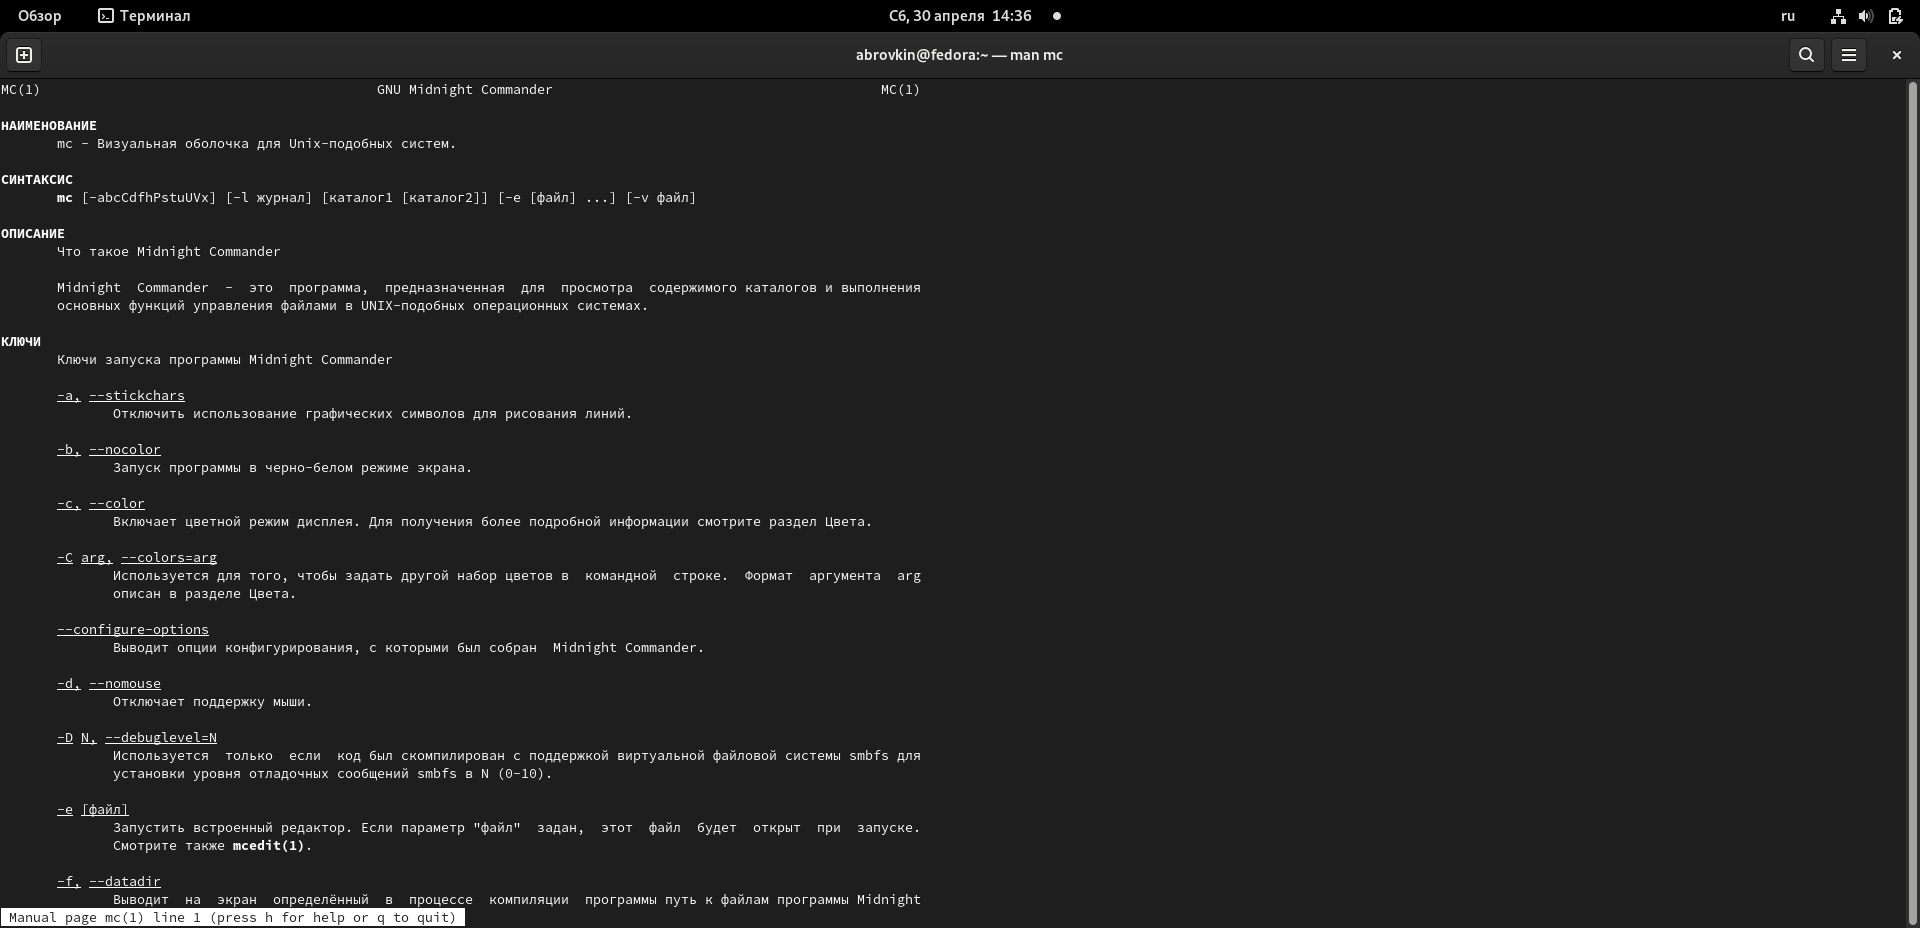 Обзор Терминал Сб, 30 апреля 14:36 ru
abrovkin@fedora:~ — man mc
MC(1) GNU Midnight Commander MC(1)
НАИМЕНОВАНИЕ
mc - Визуальная оболочка для Unix-подобных систем.
СИНТАКСИС
mc [-abcCdfhPstuUVx] [-l журнал] [каталог1 [каталог2]] [-e [файл] ...] [-v файл]
ОПИСАНИЕ
Что такое Midnight Commander
Midnight Commander - это программа, предназначенная для просмотра содержимого каталогов и выполнения
основных функций управления файлами в UNIX-подобных операционных системах.
КЛЮЧИ
Ключи запуска программы Midnight Commander
-a, --stickchars
Отключить использование графических символов для рисования линий.
-b, --nocolor
Запуск программы в черно-белом режиме экрана.
-c, --color
Включает цветной режим дисплея. Для получения более подробной информации смотрите раздел Цвета.
-C arg, --colors=arg
Используется для того, чтобы задать другой набор цветов в командной строке. Формат аргумента arg
описан в разделе Цвета.
--configure-options
Выводит опции конфигурирования, с которыми был собран Midnight Commander.
-d, --nomouse
Отключает поддержку мыши.
-D N, --debuglevel=N
Используется только если код был скомпилирован с поддержкой виртуальной файловой системы smbfs для
установки уровня отладочных сообщений smbfs в N (0-10).
-e [файл]
Запустить встроенный редактор. Если параметр "файл" задан, этот файл будет открыт при запуске.
Смотрите также mcedit(1).
-f, --datadir
Выводит на экран определённый в процессе компиляции программы путь к файлам программы Midnight
Manual page mc(1) line 1 (press h for help or q to quit)